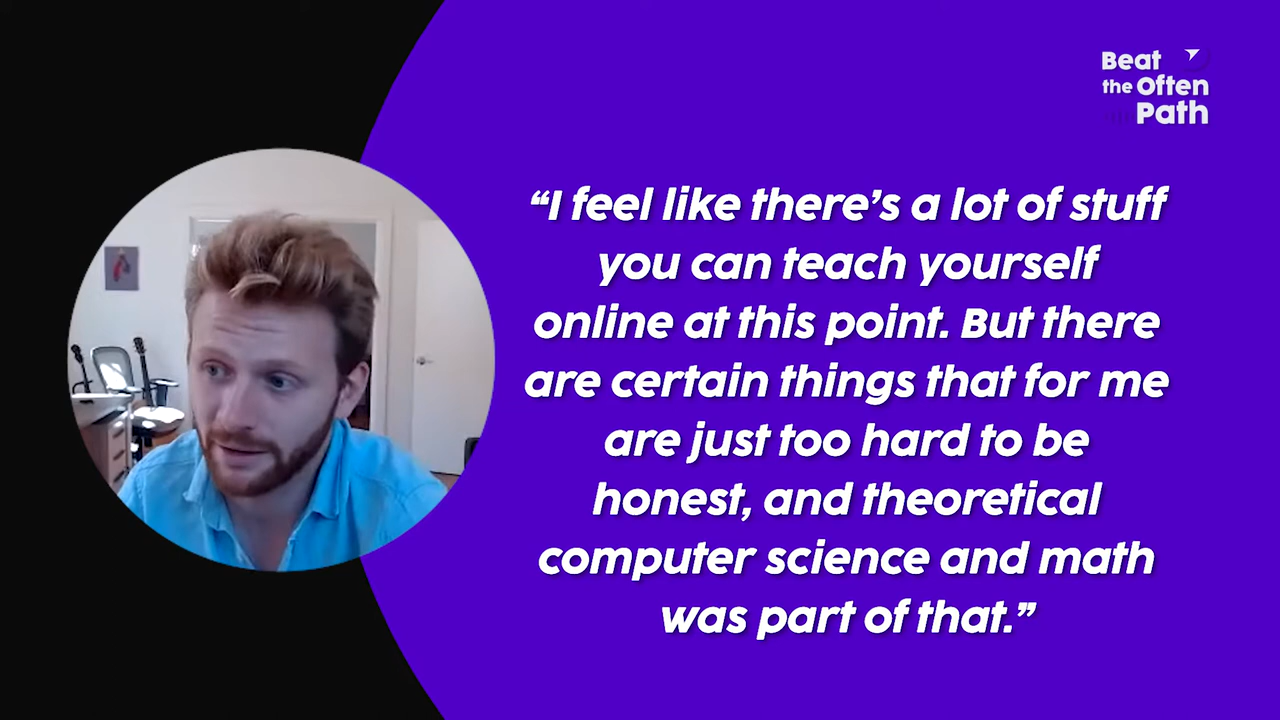 Beat
the Often
Path
“I feel like there’s a lot of stuff
you can teach yourself
online at this point. But there
are certain things that for me
are just too hard to be
honest, and theoretical
computer science and math
was part of that.”